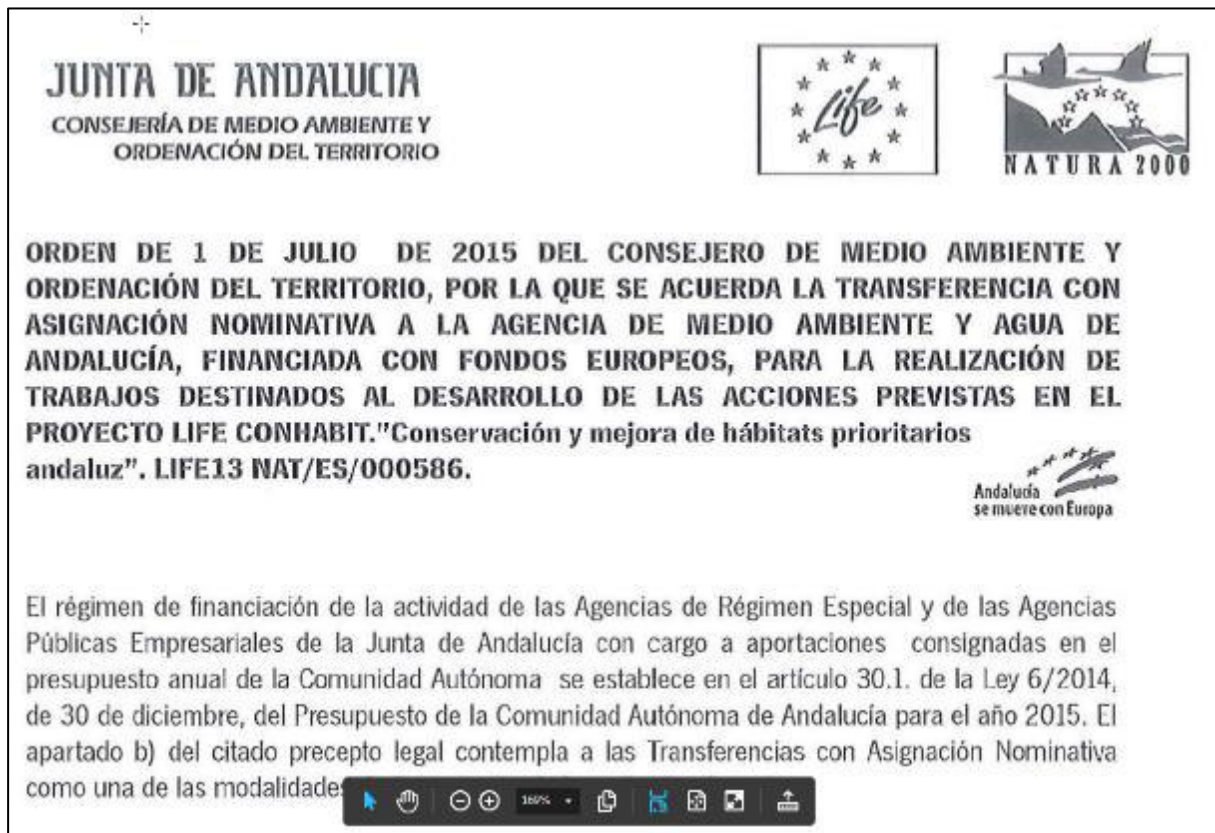 JUNTA DE ANDALUCIA
CONSEJERÍA DE MEDIO AMBIENTE Y
ORDENACIÓN DEL TERRITORIO
Life
NATURA 2000
ORDEN DE 1 DE JULIO DE 2015 DEL CONSEJERO DE MEDIO AMBIENTE Y
ORDENACIÓN DEL TERRITORIO, POR LA QUE SE ACUERDA LA TRANSFERENCIA CON
ASIGNACIÓN NOMINATIVA A LA AGENCIA DE MEDIO AMBIENTE Y AGUA DE
ANDALUCÍA, FINANCIADA CON FONDOS EUROPEOS, PARA LA REALIZACIÓN DE
TRABAJOS DESTINADOS AL DESARROLLO DE LAS ACCIONES PREVISTAS EN EL
PROYECTO LIFE CONHABIT."Conservación y mejora de hábitats prioritarios
andaluz". LIFE13 NAT/ES/000586.
Andalucía
se muere con Europa
El régimen de financiación de la actividad de las Agencias de Régimen Especial y de las Agencias
Públicas Empresariales de la Junta de Andalucía con cargo a aportaciones consignadas en el
presupuesto anual de la Comunidad Autónoma se establece en el artículo 30.1. de la Ley 6/2014,
de 30 de diciembre, del Presupuesto de la Comunidad Autónoma de Andalucía para el año 2015. El
apartado b) del citado precepto legal contempla a las Transferencias con Asignación Nominativa
como una de las modalidades